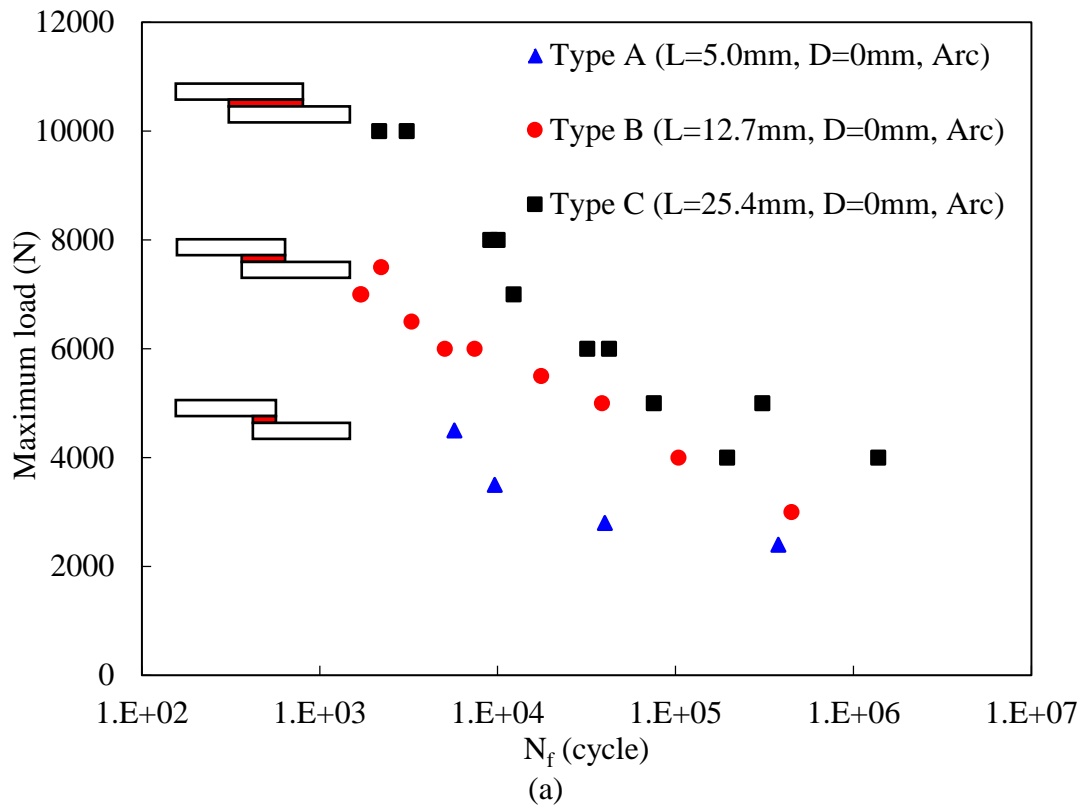 12000
10000
8000
6000
4000
2000
0
Maximum load (N)
Type A (L=5.0mm, D=0mm, Arc)
Type B (L=12.7mm, D=0mm, Arc)
Type C (L=25.4mm, D=0mm, Arc)
1.E+02 1.E+03 1.E+04 1.E+05 1.E+06 1.E+07
N_f (cycle)
(a)